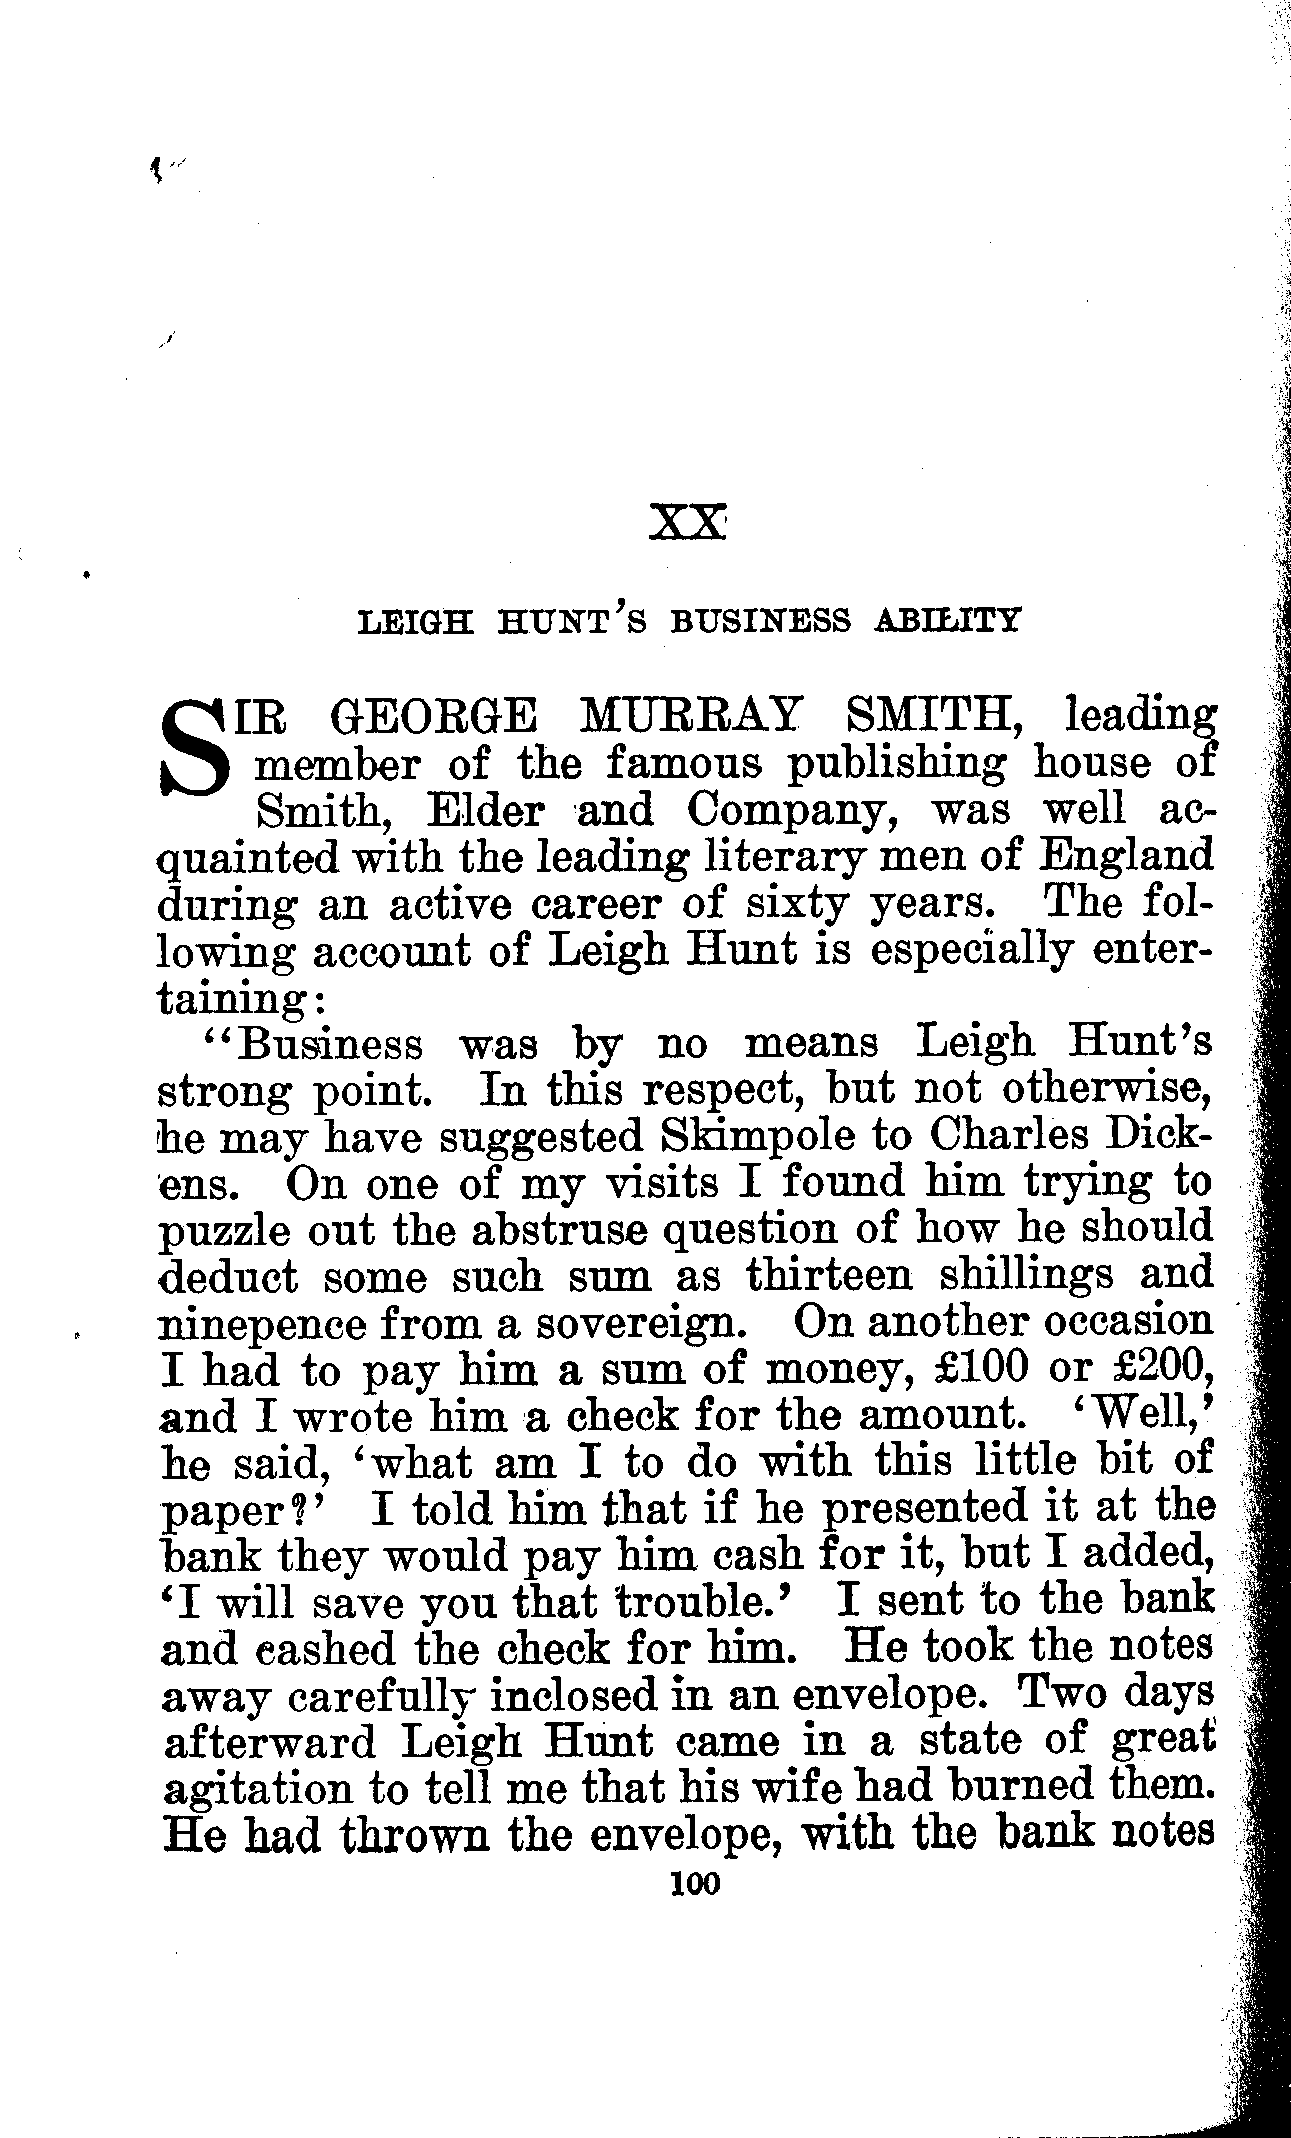 XX
LEIGH HUNT'S BUSINESS ABILITY
SIR GEORGE MURRAY SMITH, leading
member of the famous publishing house of
Smith, Elder and Company, was well ac-
quainted with the leading literary men of England
during an active career of sixty years. The fol-
lowing account of Leigh Hunt is especially enter-
taining:
"Business was by no means Leigh Hunt's
strong point. In this respect, but not otherwise,
he may have suggested Skimpole to Charles Dick-
ens. On one of my visits I found him trying to
puzzle out the abstruse question of how he should
deduct some such sum as thirteen shillings and
ninepence from a sovereign. On another occasion
I had to pay him a sum of money, £100 or £200,
and I wrote him a check for the amount. 'Well,'
he said, 'what am I to do with this little bit of
paper?' I told him that if he presented it at the
bank they would pay him cash for it, but I added,
'I will save you that trouble.' I sent to the bank
and cashed the check for him. He took the notes
away carefully inclosed in an envelope. Two days
afterward Leigh Hunt came in a state of great
agitation to tell me that his wife had burned them.
He had thrown the envelope, with the bank notes
100